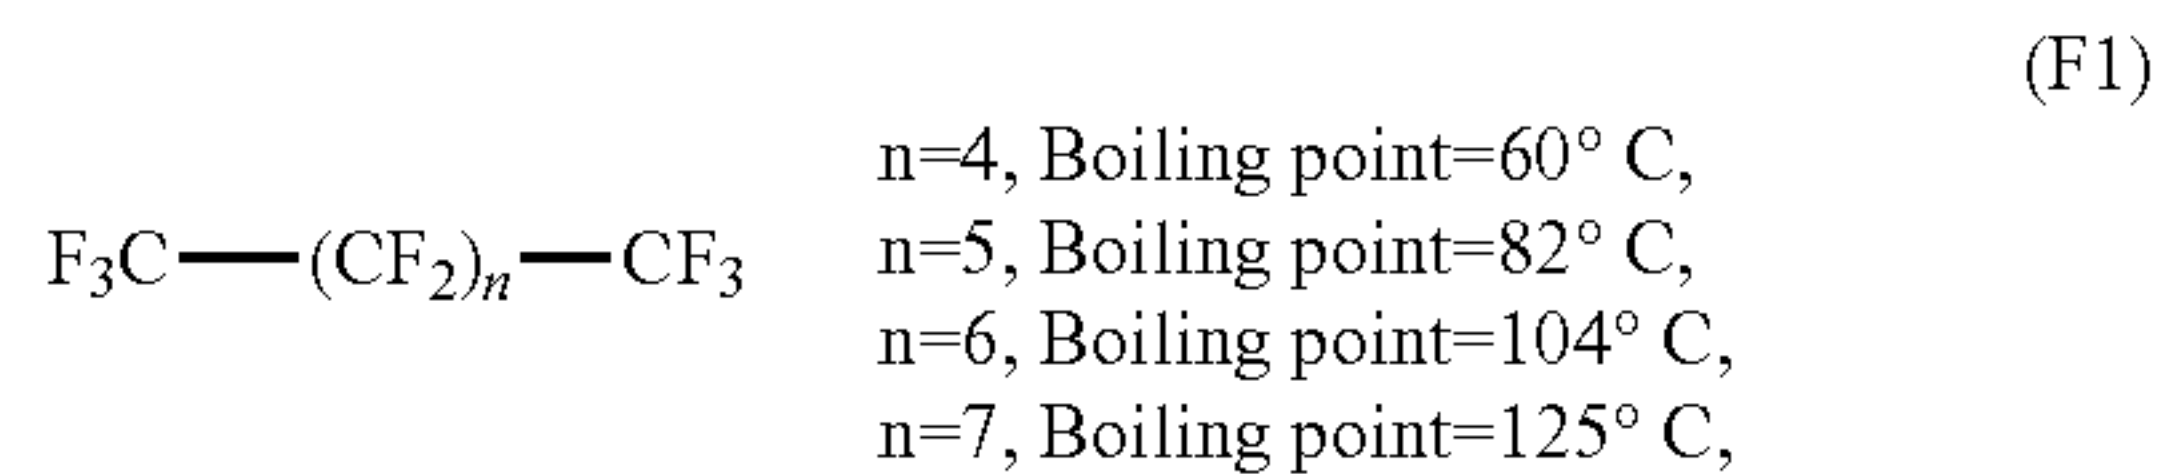 (F1)
n=4, Boiling point=60° C,
n=5, Boiling point=82° C,
F₃C—(CF₂)ₙ—CF₃
n=6, Boiling point=104° C,
n=7, Boiling point=125° C,